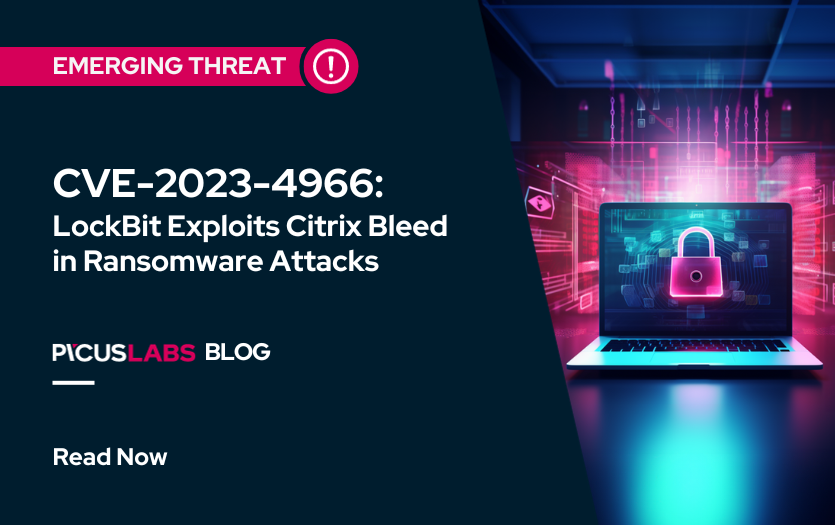 EMERGING THREAT
CVE-2023-4966:
LockBit Exploits Citrix Bleed
in Ransomware Attacks
PICUSLABS BLOG
Read Now